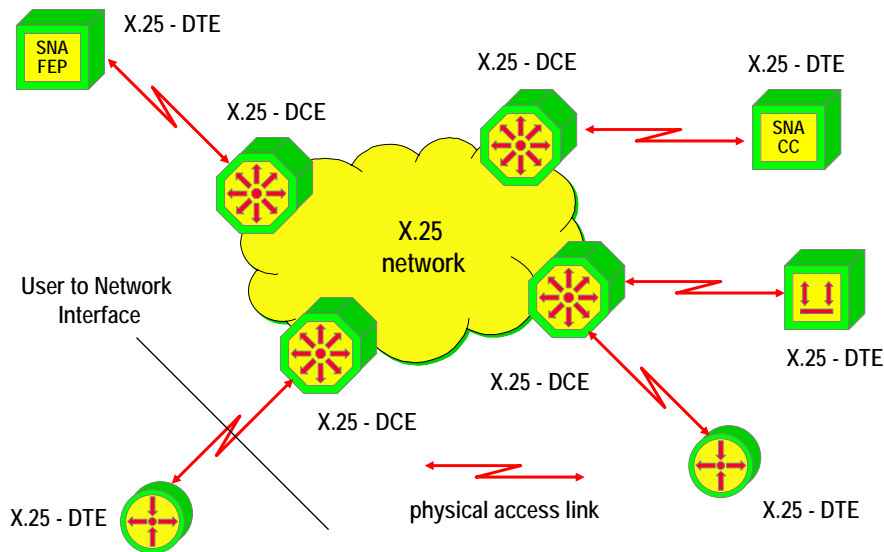 X.25 - DTE
SNA
FEP
X.25 - DCE
X.25 - DCE
X.25 - DTE
SNA
CC
X.25
network
User to Network
Interface
X.25 - DTE
X.25 - DCE
X.25 - DCE
X.25 - DTE
physical access link
X.25 - DTE